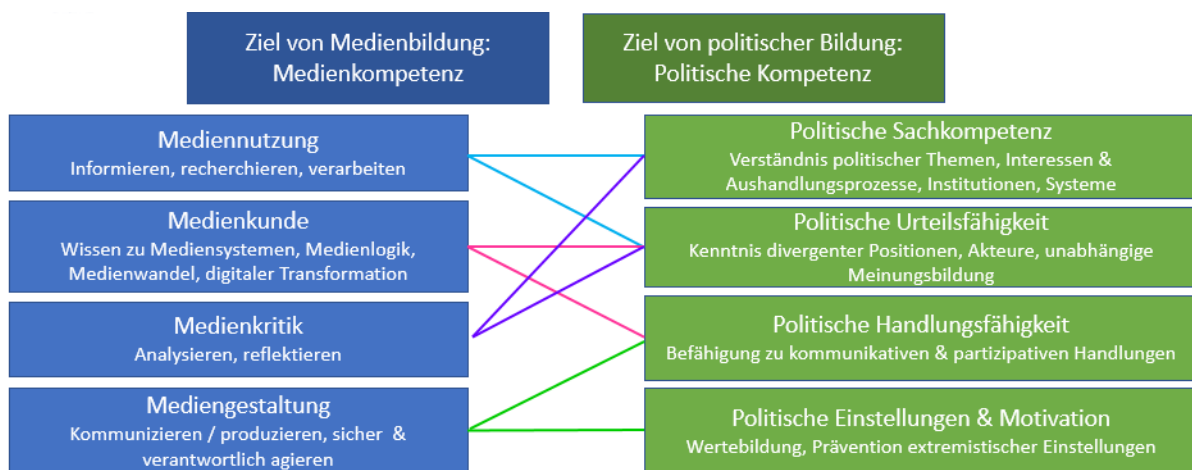 Ziel von Medienbildung:
Medienkompetenz
Ziel von politischer Bildung:
Politische Kompetenz
Mediennutzung
Informieren, recherchieren, verarbeiten
Medienkunde
Wissen zu Mediensystemen, Medienlogik,
Medienwandel, digitaler Transformation
Medienkritik
Analysieren, reflektieren
Mediengestaltung
Kommunizieren / produzieren, sicher &
verantwortlich agieren
Politische Sachkompetenz
Verständnis politischer Themen, Interessen &
Aushandlungsprozesse, Institutionen, Systeme
Politische Urteilsfähigkeit
Kenntnis divergenter Positionen, Akteure, unabhängige
Meinungsbildung
Politische Handlungsfähigkeit
Befähigung zu kommunikativen & partizipativen Handlungen
Politische Einstellungen & Motivation
Wertebildung, Prävention extremistischer Einstellungen